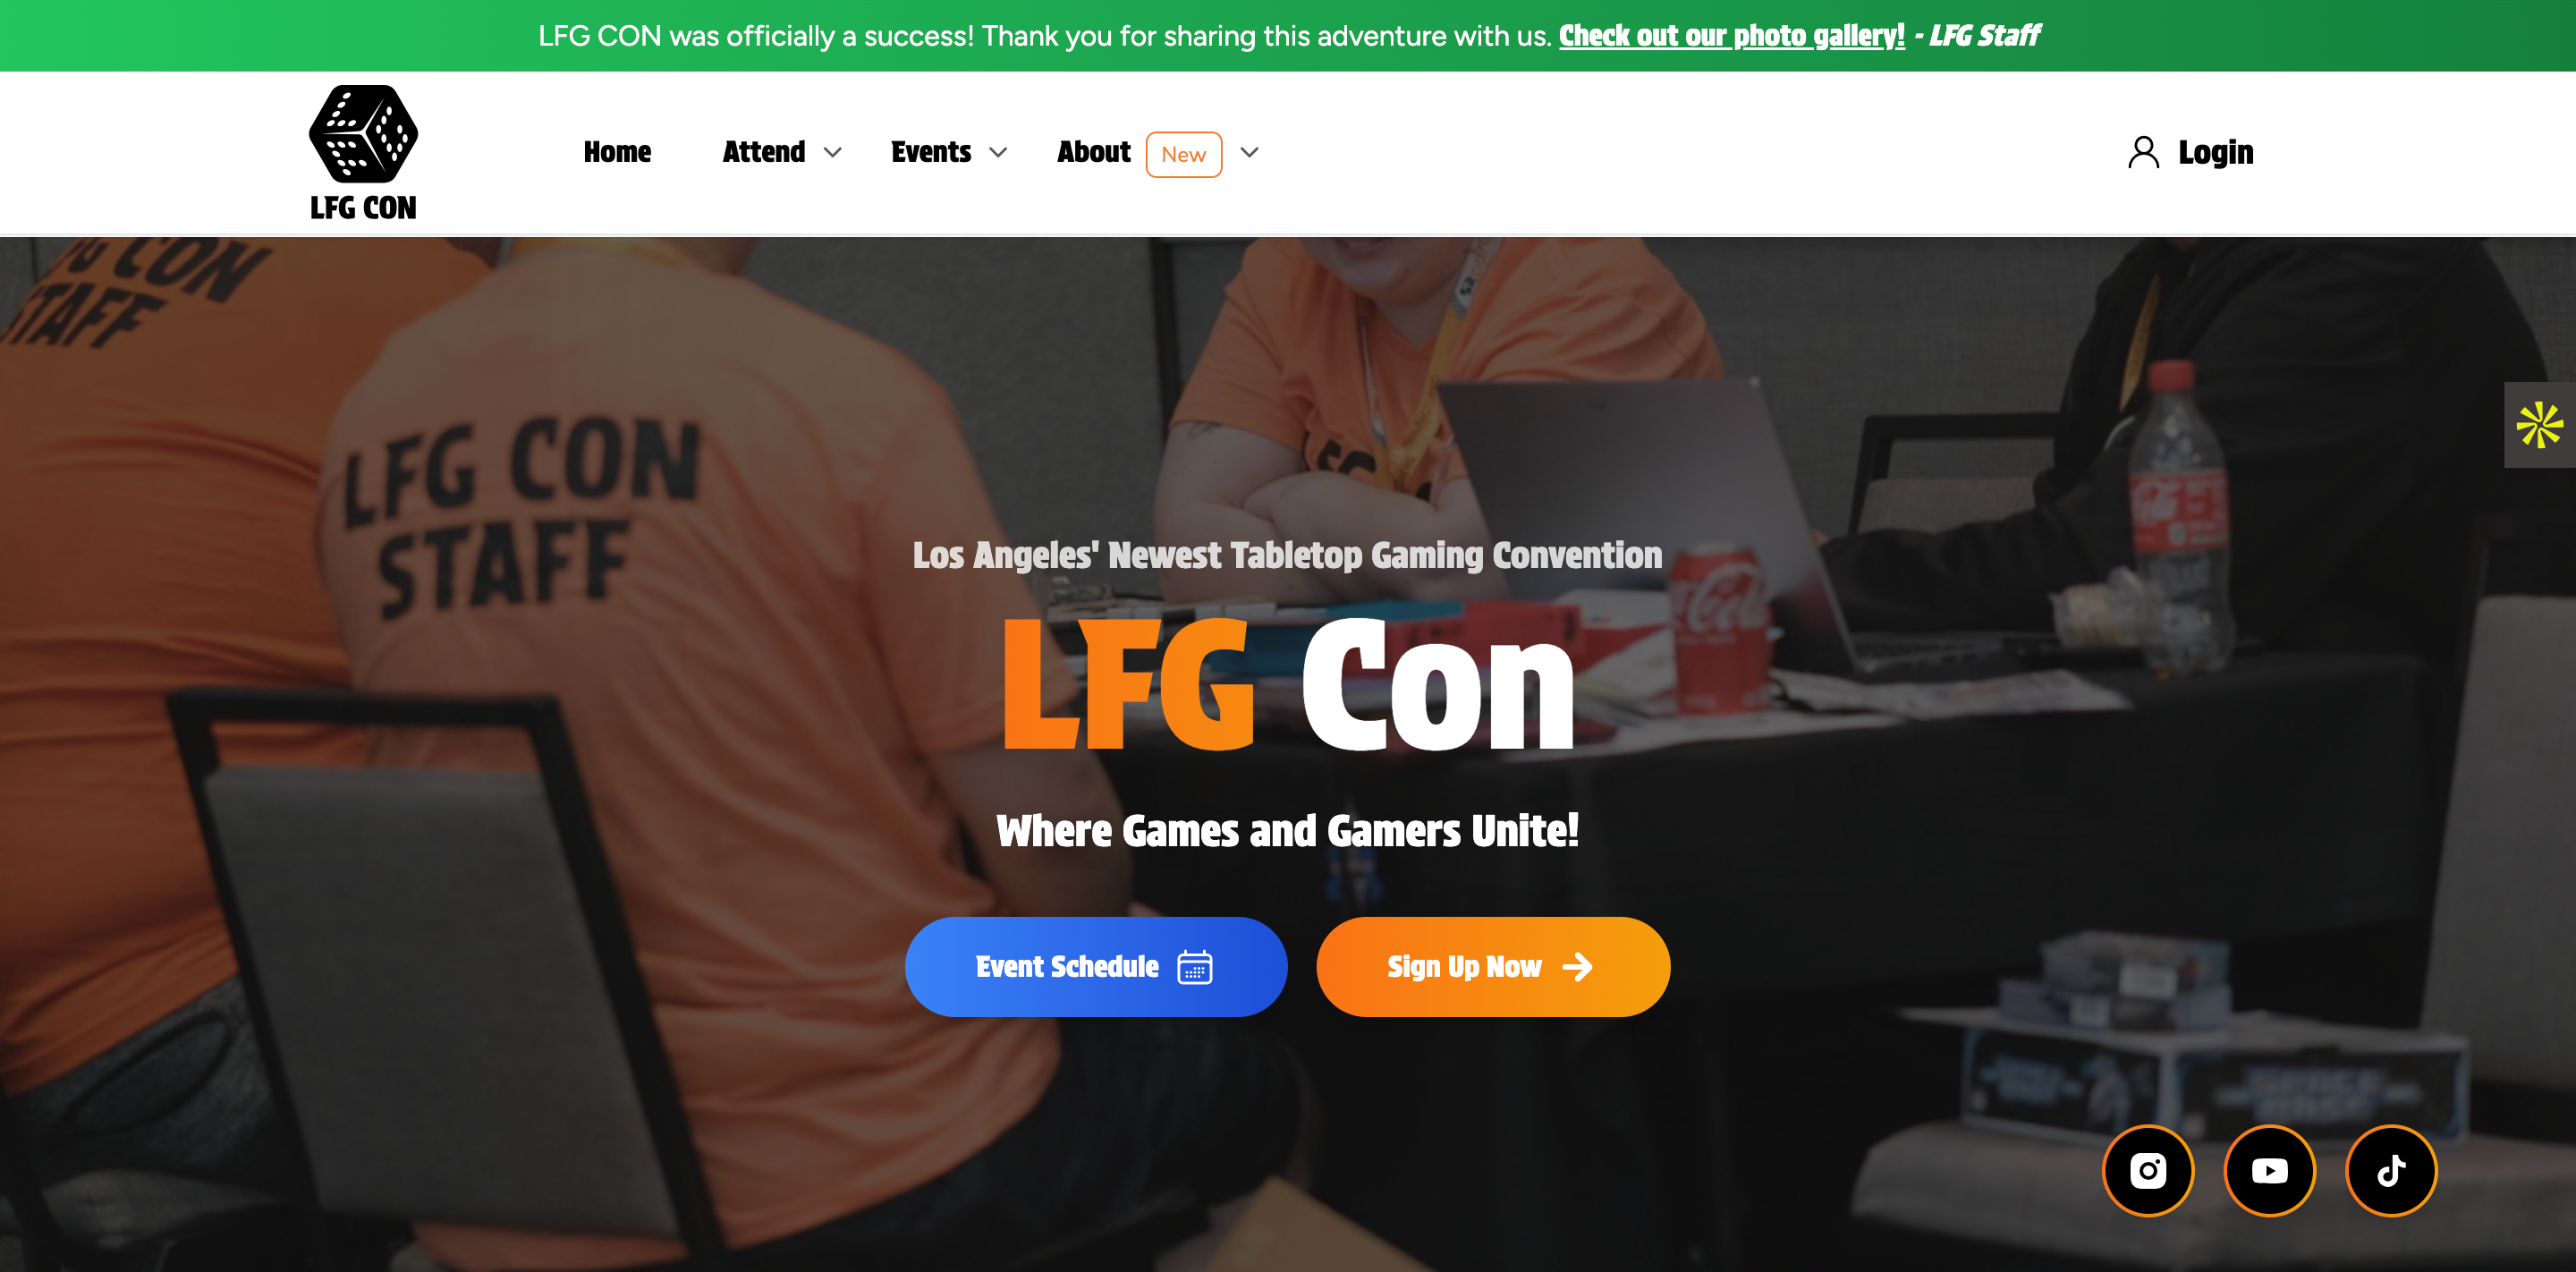 LFG CON was officially a success! Thank you for sharing this adventure with us. Check out our photo gallery! - LFG Staff
LFG CON
Home
Attend
Events
About
New
Login
LFG CON
STAFF
LFG CON
STAFF
Los Angeles' Newest Tabletop Gaming Convention
LFG Con
Where Games and Gamers Unite!
Event Schedule
Sign Up Now